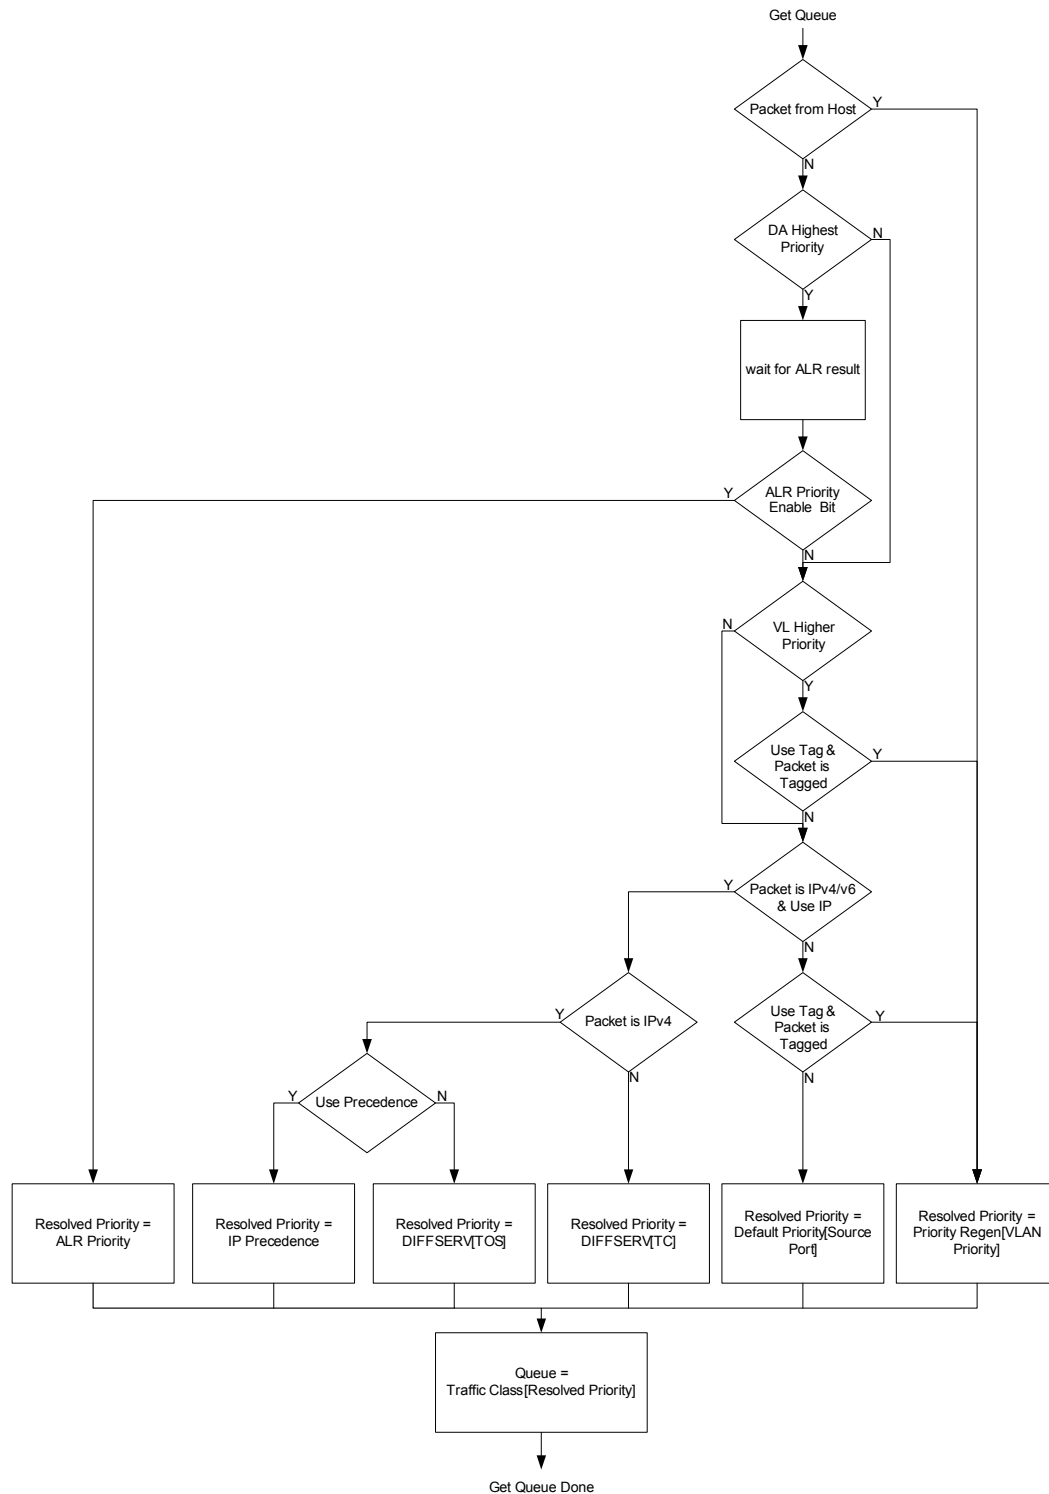 Get Queue
Packet from Host
Y
N
DA Highest
Priority
N
Y
wait for ALR result
Y
ALR Priority
Enable Bit
N
N
VL Higher
Priority
Y
Use Tag &
Packet is
Tagged
Y
N
Y
Packet is IPv4/v6
& Use IP
N
Y
Packet is IPv4
N
Use Tag &
Packet is
Tagged
Y
N
Y
Use Precedence
N
Resolved Priority =
ALR Priority
Resolved Priority =
IP Precedence
Resolved Priority =
DIFFSERV[TOS]
Resolved Priority =
DIFFSERV[TC]
Resolved Priority =
Default Priority[Source
Port]
Resolved Priority =
Priority Regen[VLAN
Priority]
Queue =
Traffic Class[Resolved Priority]
Get Queue Done